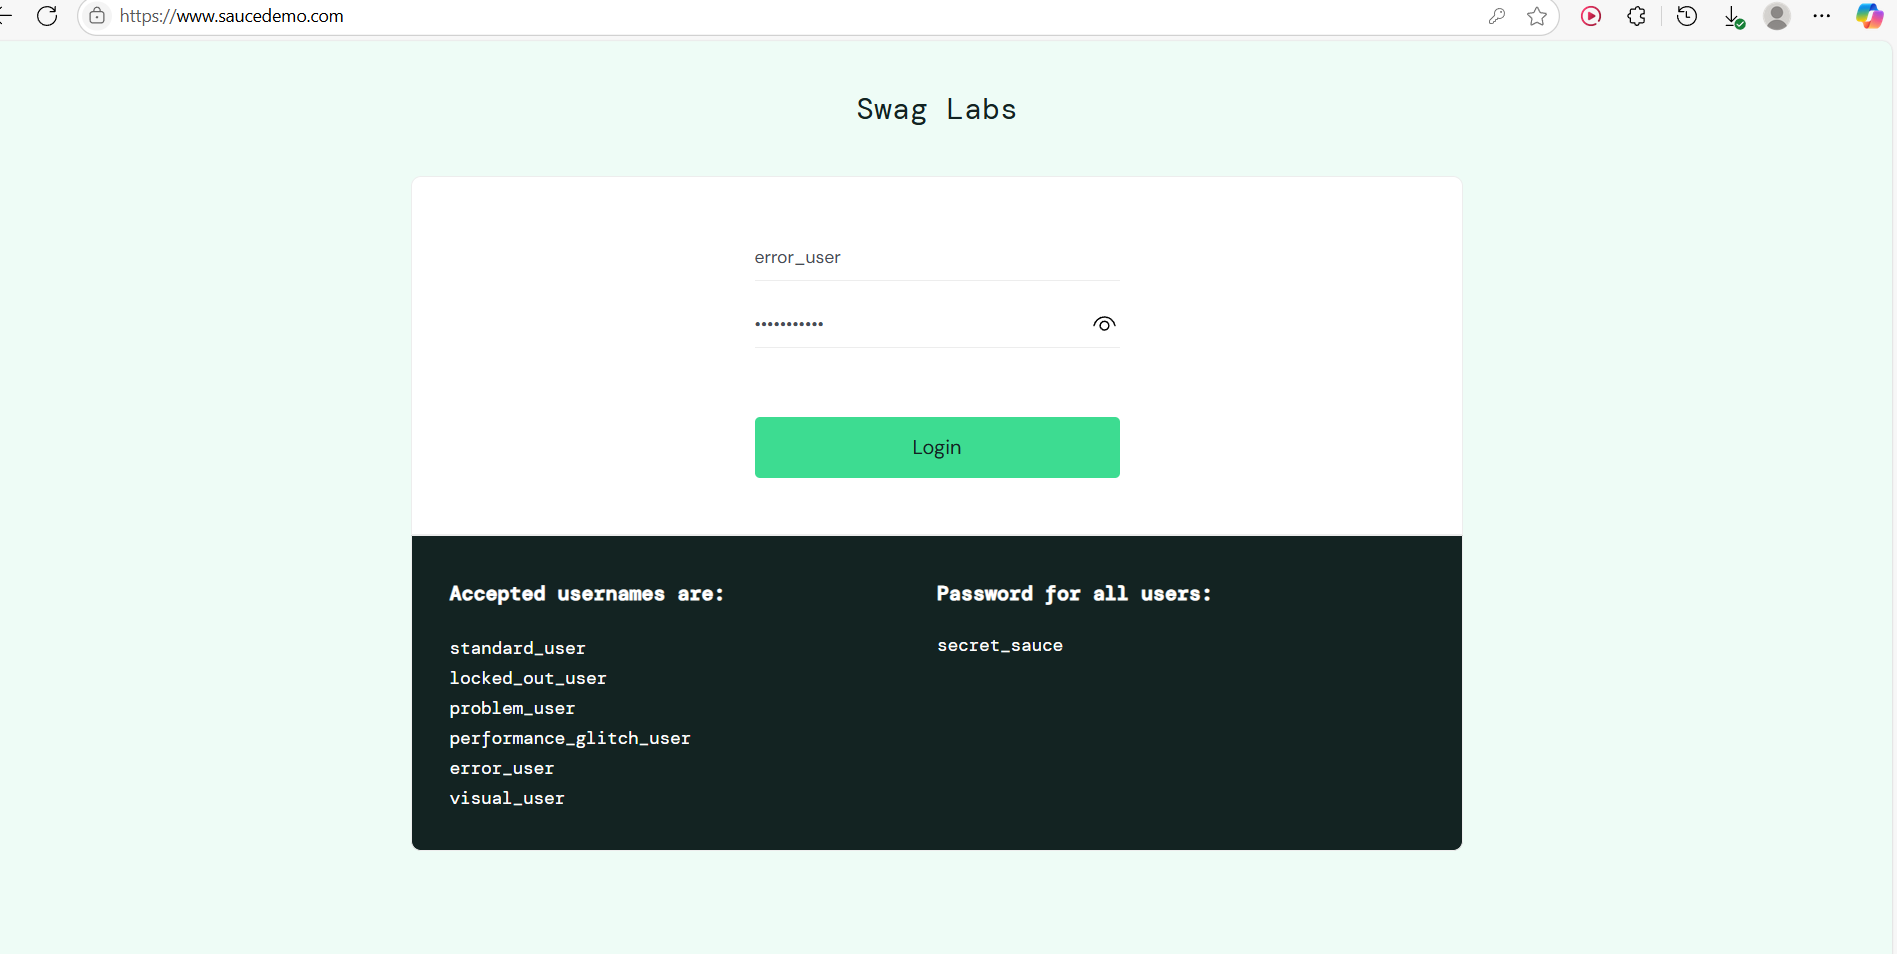 https://www.saucedemo.com
Swag Labs
error_user
•••••••••••
Login
Accepted usernames are:
standard_user
locked_out_user
problem_user
performance_glitch_user
error_user
visual_user
Password for all users:
secret_sauce